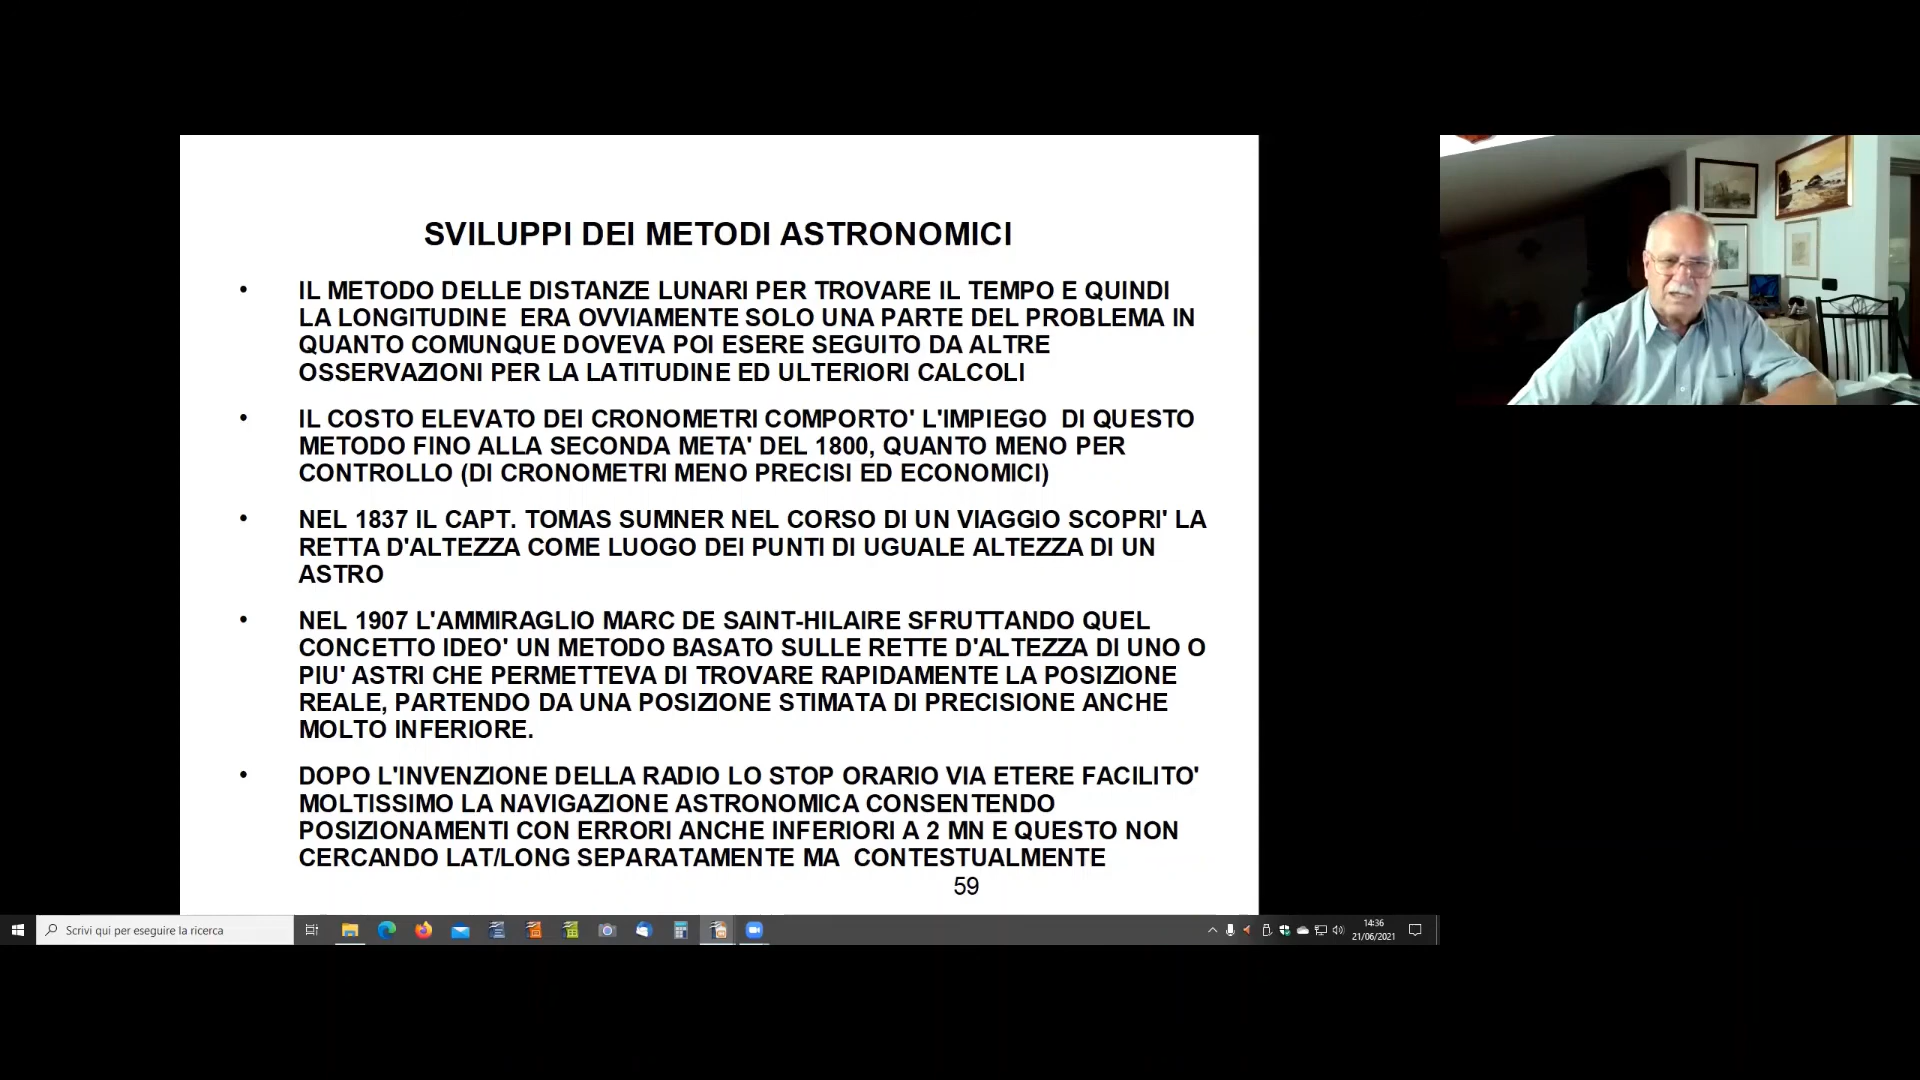 SVILUPPI DEI METODI ASTRONOMICI
• IL METODO DELLE DISTANZE LUNARI PER TROVARE IL TEMPO E QUINDI
LA LONGITUDINE ERA OVVIAMENTE SOLO UNA PARTE DEL PROBLEMA IN
QUANTO COMUNQUE DOVEVA POI ESERE SEGUITO DA ALTRE
OSSERVAZIONI PER LA LATITUDINE ED ULTERIORI CALCOLI
• IL COSTO ELEVATO DEI CRONOMETRI COMPORTO' L'IMPIEGO DI QUESTO
METODO FINO ALLA SECONDA META' DEL 1800, QUANTO MENO PER
CONTROLLO (DI CRONOMETRI MENO PRECISI ED ECONOMICI)
• NEL 1837 IL CAPT. TOMAS SUMNER NEL CORSO DI UN VIAGGIO SCOPRI' LA
RETTA D'ALTEZZA COME LUOGO DEI PUNTI DI UGUALE ALTEZZA DI UN
ASTRO
• NEL 1907 L'AMMIRAGLIO MARC DE SAINT-HILAIRE SFRUTTANDO QUEL
CONCETTO IDEO' UN METODO BASATO SULLE RETTE D'ALTEZZA DI UNO O
PIU' ASTRI CHE PERMETTEVA DI TROVARE RAPIDAMENTE LA POSIZIONE
REALE, PARTENDO DA UNA POSIZIONE STIMATA DI PRECISIONE ANCHE
MOLTO INFERIORE.
• DOPO L'INVENZIONE DELLA RADIO LO STOP ORARIO VIA ETERE FACILITO'
MOLTISSIMO LA NAVIGAZIONE ASTRONOMICA CONSENTENDO
POSIZIONAMENTI CON ERRORI ANCHE INFERIORI A 2 MN E QUESTO NON
CERCANDO LAT/LONG SEPARATAMENTE MA CONTESTUALMENTE
59
Scrivi qui per eseguire la ricerca
14:36
21/06/2021